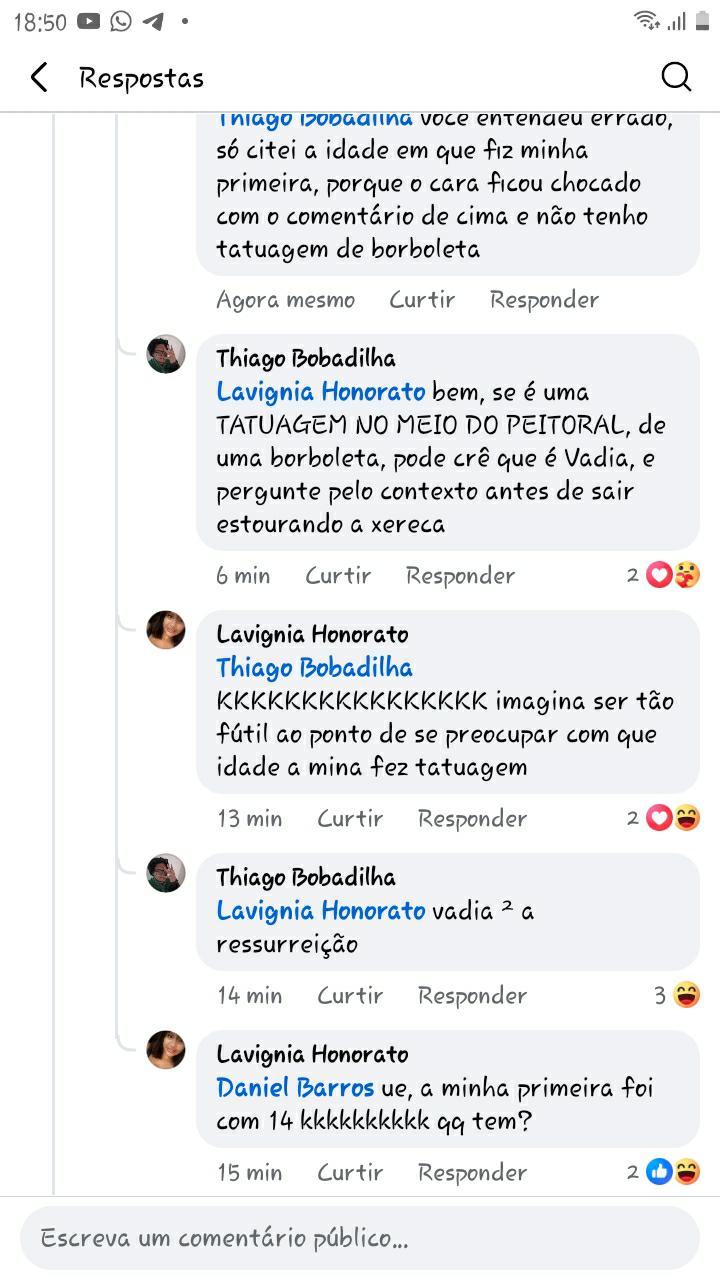 18:50
Respostas
Thiago Bobadilha você entendeu errado,
só citei a idade em que fiz minha
primeira, porque o cara ficou chocado
com o comentário de cima e não tenho
tatuagem de borboleta
Agora mesmo Curtir Responder
Thiago Bobadilha
Lavignia Honorato bem, se é uma
TATUAGEM NO MEIO DO PEITORAL, de
uma borboleta, pode crê que é Vadia, e
pergunte pelo contexto antes de sair
estourando a xereca
6 min Curtir Responder 2
Lavignia Honorato
Thiago Bobadilha
KKKKKKKKKKKKKKKK imagina ser tão
fútil ao ponto de se preocupar com que
idade a mina fez tatuagem
13 min Curtir Responder 2
Thiago Bobadilha
Lavignia Honorato vadia ² a
ressurreição
14 min Curtir Responder 3
Lavignia Honorato
Daniel Barros ue, a minha primeira foi
com 14 kkkkkkkkkk qq tem?
15 min Curtir Responder 2
Escreva um comentário público...